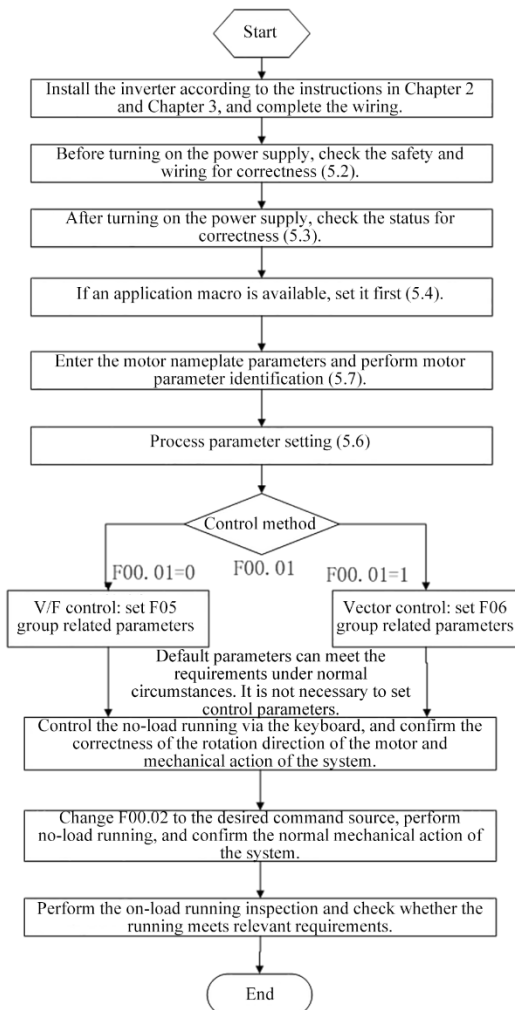 Start
Install the inverter according to the instructions in Chapter 2
and Chapter 3, and complete the wiring.
Before turning on the power supply, check the safety and
wiring for correctness (5.2).
After turning on the power supply, check the status for
correctness (5.3).
If an application macro is available, set it first (5.4).
Enter the motor nameplate parameters and perform motor
parameter identification (5.7).
Process parameter setting (5.6)
Control method
F00.01=0
F00.01
F00.01=1
V/F control: set F05
group related parameters
Vector control: set F06
group related parameters
Default parameters can meet the
requirements under normal
circumstances. It is not necessary to set
control parameters.
Control the no-load running via the keyboard, and confirm the
correctness of the rotation direction of the motor and
mechanical action of the system.
Change F00.02 to the desired command source, perform
no-load running, and confirm the normal mechanical action of
the system.
Perform the on-load running inspection and check whether the
running meets relevant requirements.
End